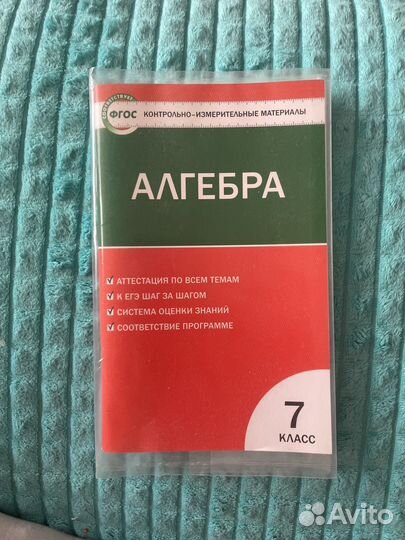 СООТВЕТСТВУЕТ
ФГОС
КОНТРОЛЬНО-ИЗМЕРИТЕЛЬНЫЕ МАТЕРИАЛЫ
АЛГЕБРА
АТТЕСТАЦИЯ ПО ВСЕМ ТЕМАМ
К ЕГЭ ШАГ ЗА ШАГОМ
СИСТЕМА ОЦЕНКИ ЗНАНИЙ
СООТВЕТСТВИЕ ПРОГРАММЕ
7
КЛАСС
Avito